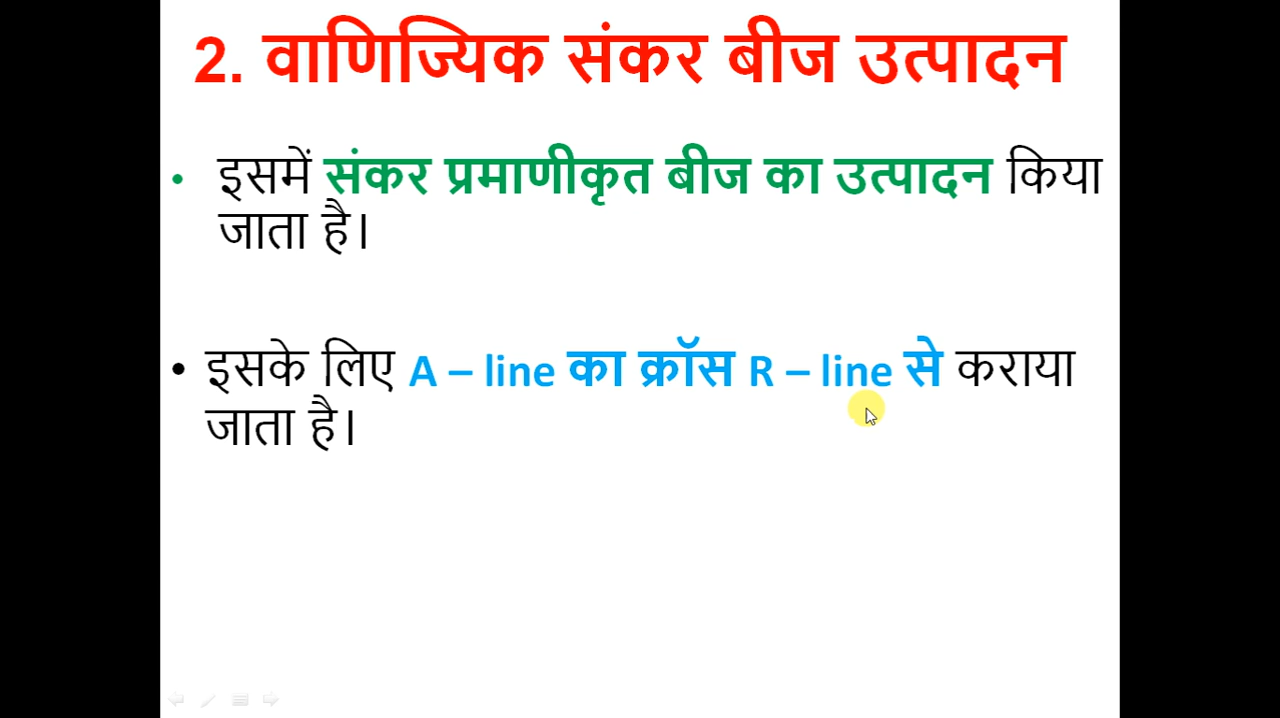 2. वाणिज्यिक संकर बीज उत्पादन
• इसमें संकर प्रमाणीकृत बीज का उत्पादन किया
जाता है।
• इसके लिए A – line का क्रॉस R – line से कराया
जाता है।